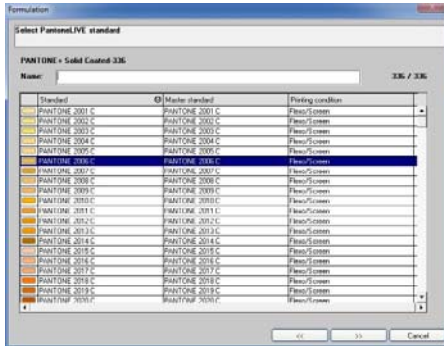 Formulation
Select PantoneLIVE standard
PANTONE+ Solid Coated-336
Name: 336 / 336
Standard Master standard Printing condition
PANTONE 2001 C PANTONE 2001 C Flexo/Screen
PANTONE 2002 C PANTONE 2002 C Flexo/Screen
PANTONE 2003 C PANTONE 2003 C Flexo/Screen
PANTONE 2004 C PANTONE 2004 C Flexo/Screen
PANTONE 2005 C PANTONE 2005 C Flexo/Screen
PANTONE 2006 C PANTONE 2006 C Flexo/Screen
PANTONE 2007 C PANTONE 2007 C Flexo/Screen
PANTONE 2008 C PANTONE 2008 C Flexo/Screen
PANTONE 2009 C PANTONE 2009 C Flexo/Screen
PANTONE 2010 C PANTONE 2010 C Flexo/Screen
PANTONE 2011 C PANTONE 2011 C Flexo/Screen
PANTONE 2012 C PANTONE 2012 C Flexo/Screen
PANTONE 2013 C PANTONE 2013 C Flexo/Screen
PANTONE 2014 C PANTONE 2014 C Flexo/Screen
PANTONE 2015 C PANTONE 2015 C Flexo/Screen
PANTONE 2016 C PANTONE 2016 C Flexo/Screen
PANTONE 2017 C PANTONE 2017 C Flexo/Screen
PANTONE 2018 C PANTONE 2018 C Flexo/Screen
PANTONE 2019 C PANTONE 2019 C Flexo/Screen
PANTONE 2020 C PANTONE 2020 C Flexo/Screen
<< >> Cancel